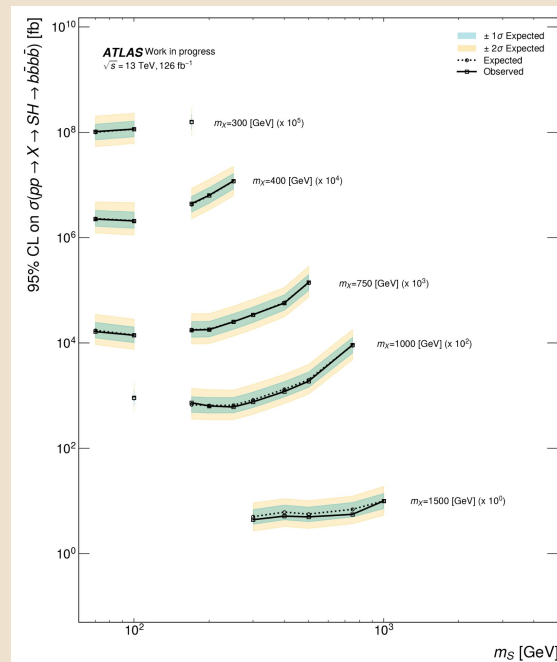 95% CL on σ(pp → X → SH → bb̄bb̄) [fb]
ATLAS Work in progress
√s = 13 TeV, 126 fb⁻¹
± 1σ Expected
± 2σ Expected
Expected
Observed
10¹⁰
10⁸
10⁶
10⁴
10²
10⁰
m_X=300 [GeV] (x 10⁵)
m_X=400 [GeV] (x 10⁴)
m_X=750 [GeV] (x 10³)
m_X=1000 [GeV] (x 10²)
m_X=1500 [GeV] (x 10⁰)
10²
10³
m_S [GeV]